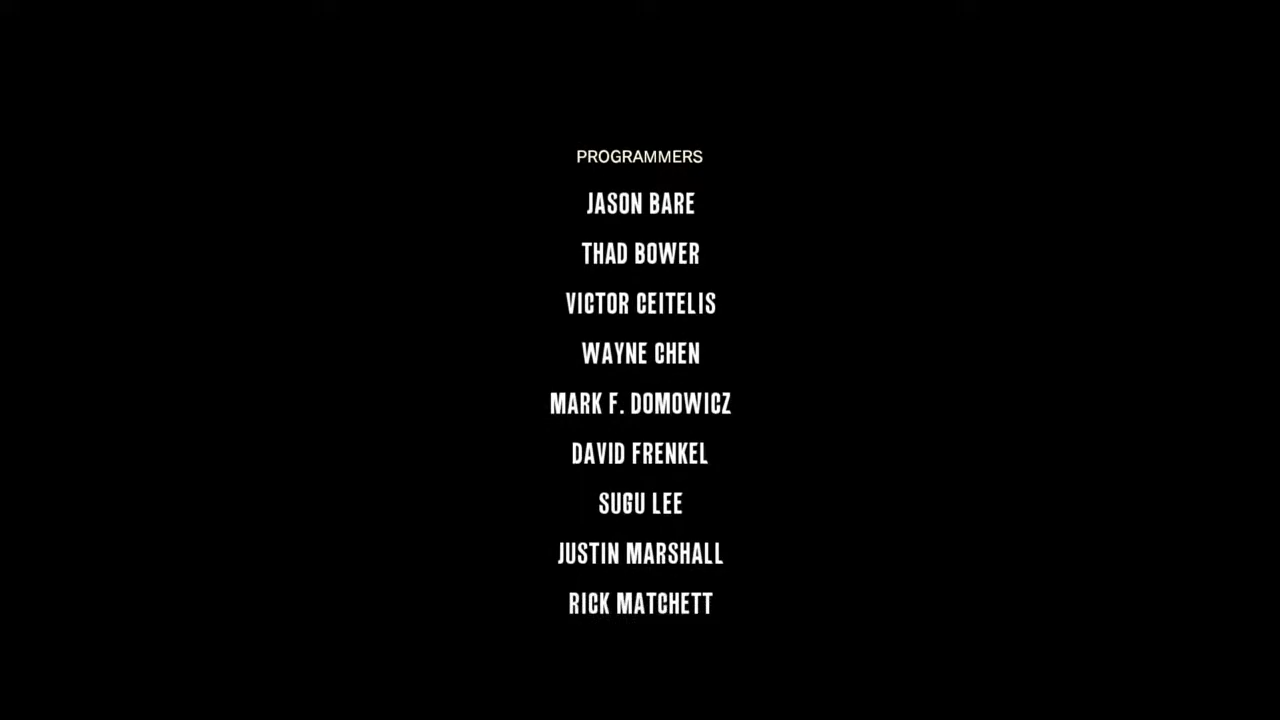 PROGRAMMERS
JASON BARE
THAD BOWER
VICTOR CEITELIS
WAYNE CHEN
MARK F. DOMOWICZ
DAVID FRENKEL
SUGU LEE
JUSTIN MARSHALL
RICK MATCHETT